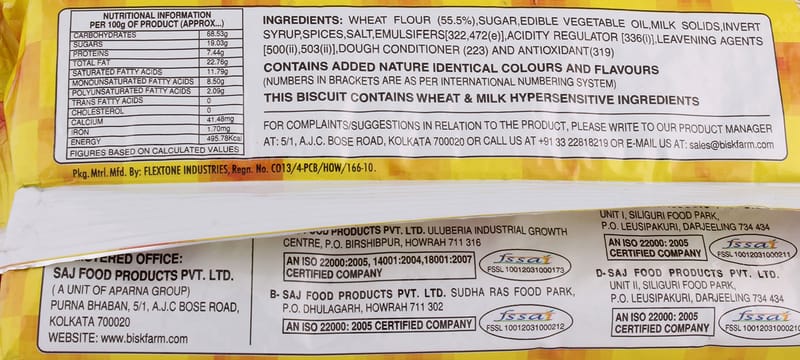 NUTRITIONAL INFORMATION
PER 100g OF PRODUCT (APPROX...)
CARBOHYDRATES 68.53g
SUGARS 19.03g
PROTEINS 7.44g
TOTAL FAT 22.76g
SATURATED FATTY ACIDS 11.79g
MONOUNSATURATED FATTY ACIDS 8.50g
POLYUNSATURATED FATTY ACIDS 2.09g
TRANS FATTY ACIDS 0
CHOLESTEROL 0
CALCIUM 41.48mg
IRON 1.70mg
ENERGY 495.78Kcal
FIGURES BASED ON CALCULATED VALUES
INGREDIENTS: WHEAT FLOUR (55.5%),SUGAR,EDIBLE VEGETABLE OIL,MILK SOLIDS,INVERT
SYRUP,SPICES,SALT,EMULSIFERS[322,472(e)],ACIDITY REGULATOR [336(i)],LEAVENING AGENTS
[500(ii),503(ii)],DOUGH CONDITIONER (223) AND ANTIOXIDANT(319)
CONTAINS ADDED NATURE IDENTICAL COLOURS AND FLAVOURS
(NUMBERS IN BRACKETS ARE AS PER INTERNATIONAL NUMBERING SYSTEM)
THIS BISCUIT CONTAINS WHEAT & MILK HYPERSENSITIVE INGREDIENTS
FOR COMPLAINTS/SUGGESTIONS IN RELATION TO THE PRODUCT, PLEASE WRITE TO OUR PRODUCT MANAGER
AT: 5/1, A.J.C. BOSE ROAD, KOLKATA 700020 OR CALL US AT +91 33 22818219 OR E-MAIL US AT: sales@biskfarm.com
Pkg. Mtrl. Mfd. By: FLEXTONE INDUSTRIES, Regn. No. CO13/4-PCB/HOW/166-10.
OFFICE:
SAJ FOOD PRODUCTS PVT. LTD.
( A UNIT OF APARNA GROUP)
PURNA BHABAN, 5/1, A.J.C BOSE ROAD,
KOLKATA 700020
WEBSITE: www.biskfarm.com
PRODUCTS PVT. LTD. ULUBERIA INDUSTRIAL GROWTH
CENTRE, P.O. BIRSHIBPUR, HOWRAH 711 316
AN ISO 22000:2005, 14001:2004,18001:2007
CERTIFIED COMPANY
fssai
FSSL 10012031000173
B- SAJ FOOD PRODUCTS PVT. LTD. SUDHA RAS FOOD PARK,
P.O. DHULAGARH, HOWRAH 711 302
AN ISO 22000: 2005 CERTIFIED COMPANY
fssai
FSSL 10012031000212
UNIT I, SILIGURI FOOD PARK,
P.O. LEUSIPAKURI, DARJEELING 734 434
AN ISO 22000: 2005
CERTIFIED COMPANY
fssai
FSSL 10012031000211
D- SAJ FOOD PRODUCTS PVT. LTD.
UNIT II, SILIGURI FOOD PARK,
P.O. LEUSIPAKURI, DARJEELING 734 434
AN ISO 22000: 2005
CERTIFIED COMPANY
fssai